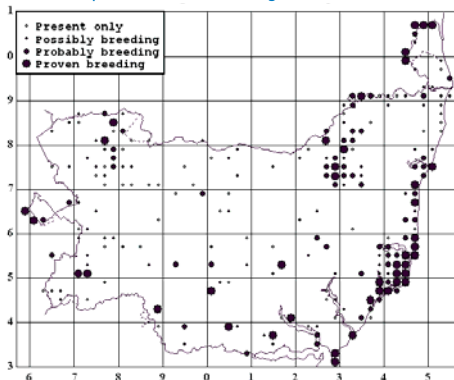 1
Present only
Possibly breeding
Probably breeding
Proven breeding
0
9
8
7
6
5
4
3
6 7 8 9 0 1 2 3 4 5